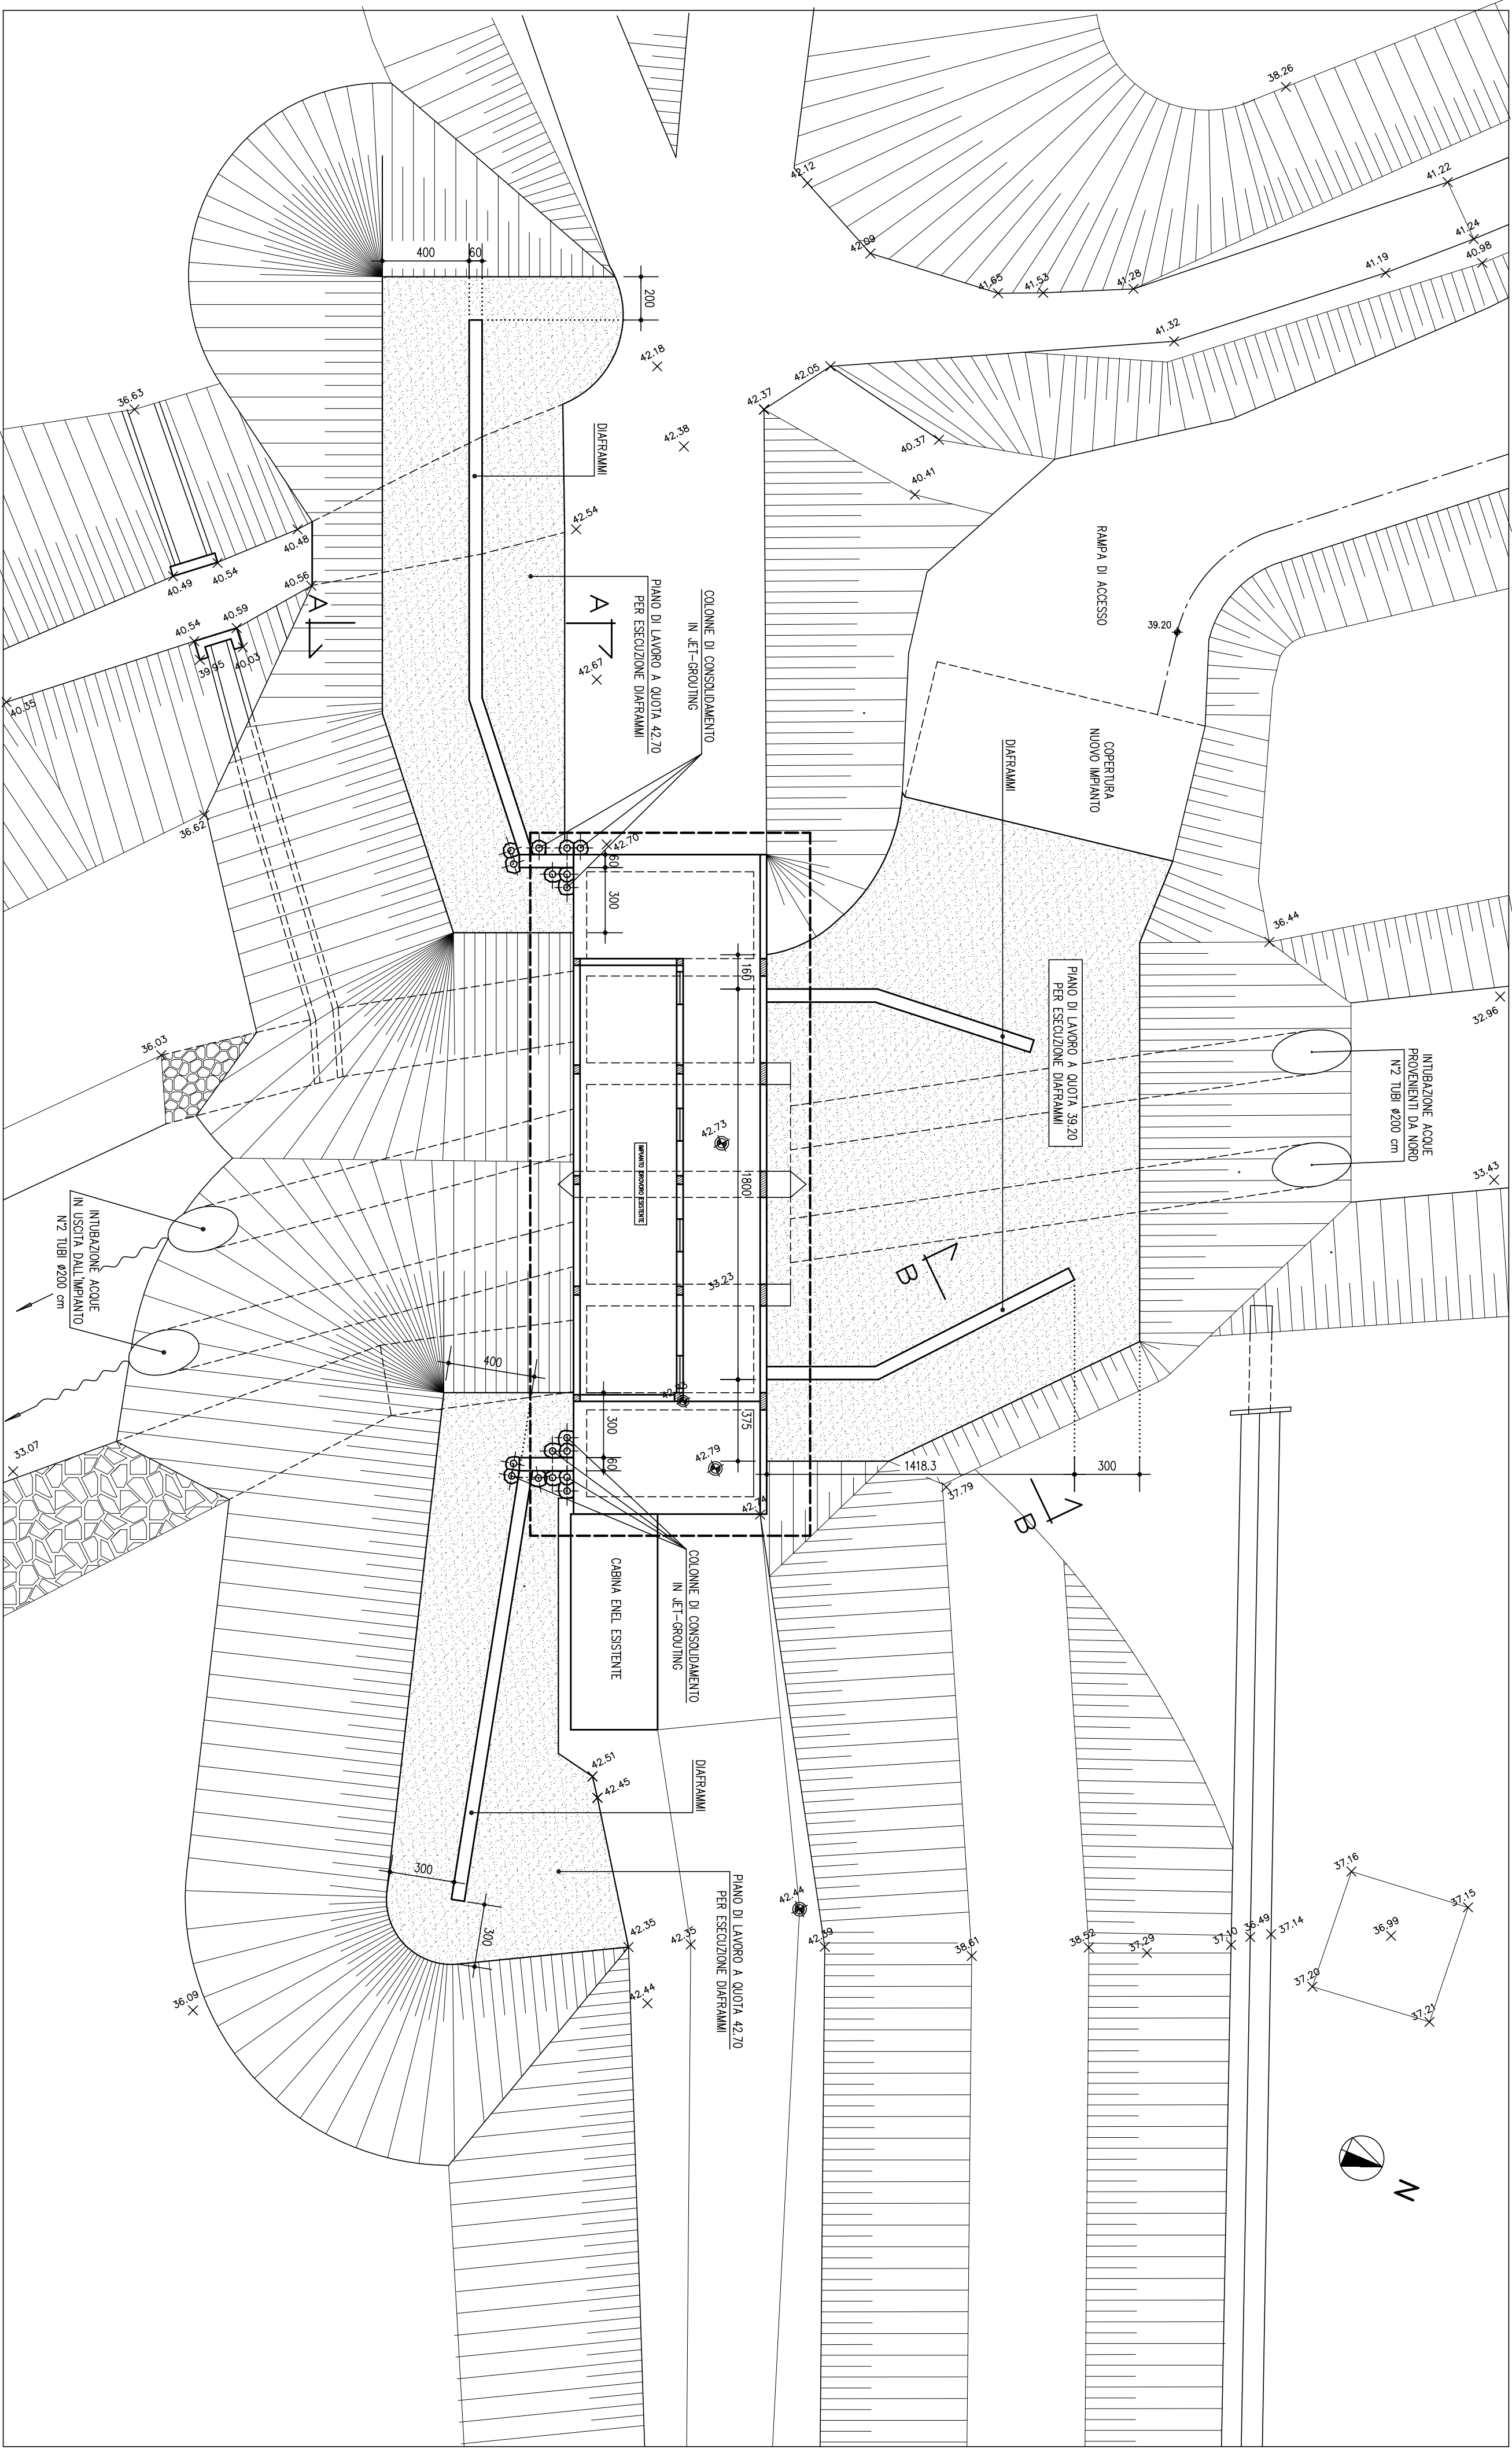 38.26
42.12
41.22
42.09
41.24
40.98
41.19
41.65
41.53
41.28
400
60
200
41.32
42.18
42.05
36.63
42.37
42.38
40.37
DIAFRAMMI
40.41
42.54
40.48
40.54
40.49
40.56
RAMPA DI ACCESSO
A
A
PIANO DI LAVORO A QUOTA 42.70
PER ESECUZIONE DIAFRAMMI
COLONNE DI CONSOLIDAMENTO
IN JET-GROUTING
39.20
40.59
40.54
40.03
39.95
42.67
40.35
COPERTURA
NUOVO IMPIANTO
DIAFRAMMI
36.62
42.70
60
300
36.44
160
PIANO DI LAVORO A QUOTA 39.20
PER ESECUZIONE DIAFRAMMI
32.96
36.03
INTUBAZIONE ACQUE
PROVENIENTI DA NORD
N°2 TUBI ø200 cm
42.73
1800
IMPIANTO IDROVORO ESISTENTE
33.43
INTUBAZIONE ACQUE
IN USCITA DALL'IMPIANTO
N°2 TUBI ø200 cm
B
33.23
400
300
60
375
42.79
1418.3
300
33.07
37.79
42.74
B
CABINA ENEL ESISTENTE
COLONNE DI CONSOLIDAMENTO
IN JET-GROUTING
42.51
42.45
DIAFRAMMI
300
300
PIANO DI LAVORO A QUOTA 42.70
PER ESECUZIONE DIAFRAMMI
42.44
37.16
37.15
42.35
42.35
42.39
38.61
38.52
37.29
37.10
36.49
37.14
36.99
37.20
37.21
36.09
42.44
N